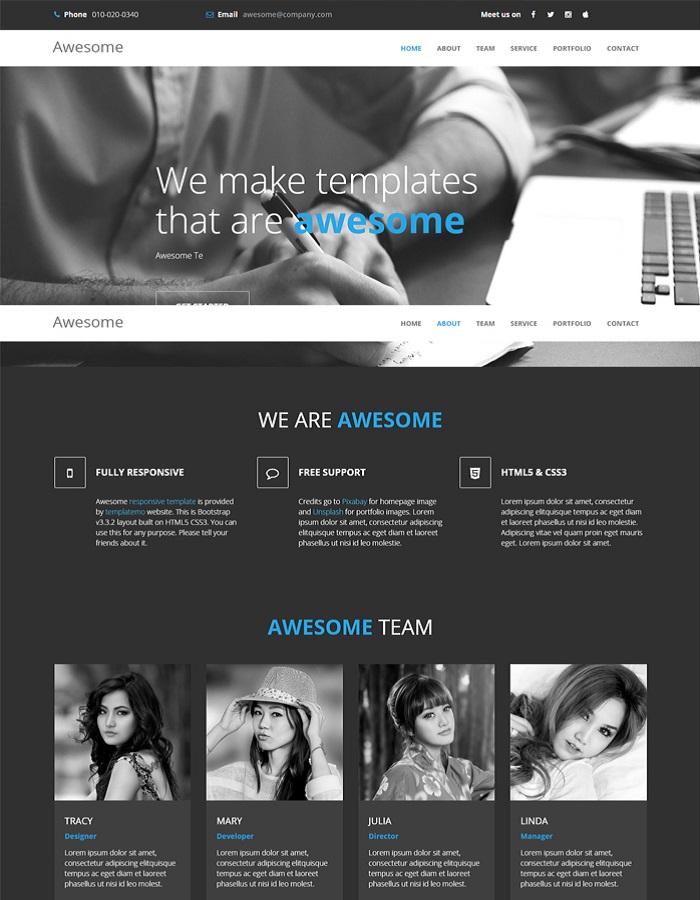 Phone 010-020-0340 Email awesome@company.com Meet us on
Awesome HOME ABOUT TEAM SERVICE PORTFOLIO CONTACT
We make templates
that are awesome
Awesome Te
GET STARTED
Awesome HOME ABOUT TEAM SERVICE PORTFOLIO CONTACT
WE ARE AWESOME
FULLY RESPONSIVE
Awesome responsive template is provided
by templatemo website. This is Bootstrap
v3.3.2 layout built on HTML5 CSS3. You can
use this for any purpose. Please tell your
friends about it.
FREE SUPPORT
Credits go to Pixabay for homepage image
and Unsplash for portfolio images. Lorem
ipsum dolor sit amet, consectetur
adipiscing elitquisque tempus ac eget diam et
laoreet phasellus ut nisi id leo molestie.
HTML5 & CSS3
Lorem ipsum dolor sit amet, consectetur
adipiscing elitquisque tempus ac eget diam et
laoreet phasellus ut nisi id leo molestie.
Adipiscing vitae vel quam proin eget mauris
eget. Lorem ipsum dolor sit amet.
AWESOME TEAM
TRACY
Designer
Lorem ipsum dolor sit amet,
consectetur adipiscing elitquisque
tempus ac eget diam et laoreet
phasellus ut nisi id leo molest.
MARY
Developer
Lorem ipsum dolor sit amet,
consectetur adipiscing elitquisque
tempus ac eget diam et laoreet
phasellus ut nisi id leo molest.
JULIA
Director
Lorem ipsum dolor sit amet,
consectetur adipiscing elitquisque
tempus ac eget diam et laoreet
phasellus ut nisi id leo molest.
LINDA
Manager
Lorem ipsum dolor sit amet,
consectetur adipiscing elitquisque
tempus ac eget diam et laoreet
phasellus ut nisi id leo molest.